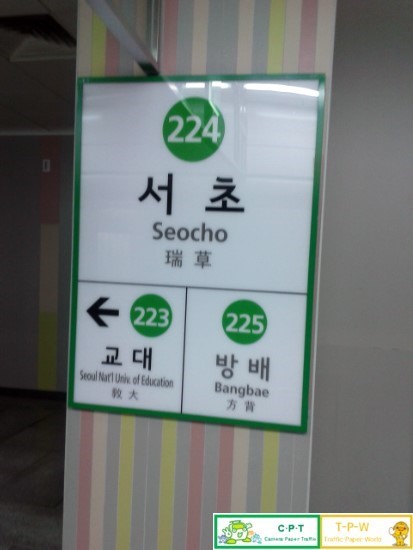 224
서 초
Seocho
瑞 草
← 223
교 대
Seoul Nat'l Univ. of Education
敎 大
225
방 배
Bangbae
方 背
C·P·T
Camera·Paper·Traffic
T-P-W
Traffic·Paper·World